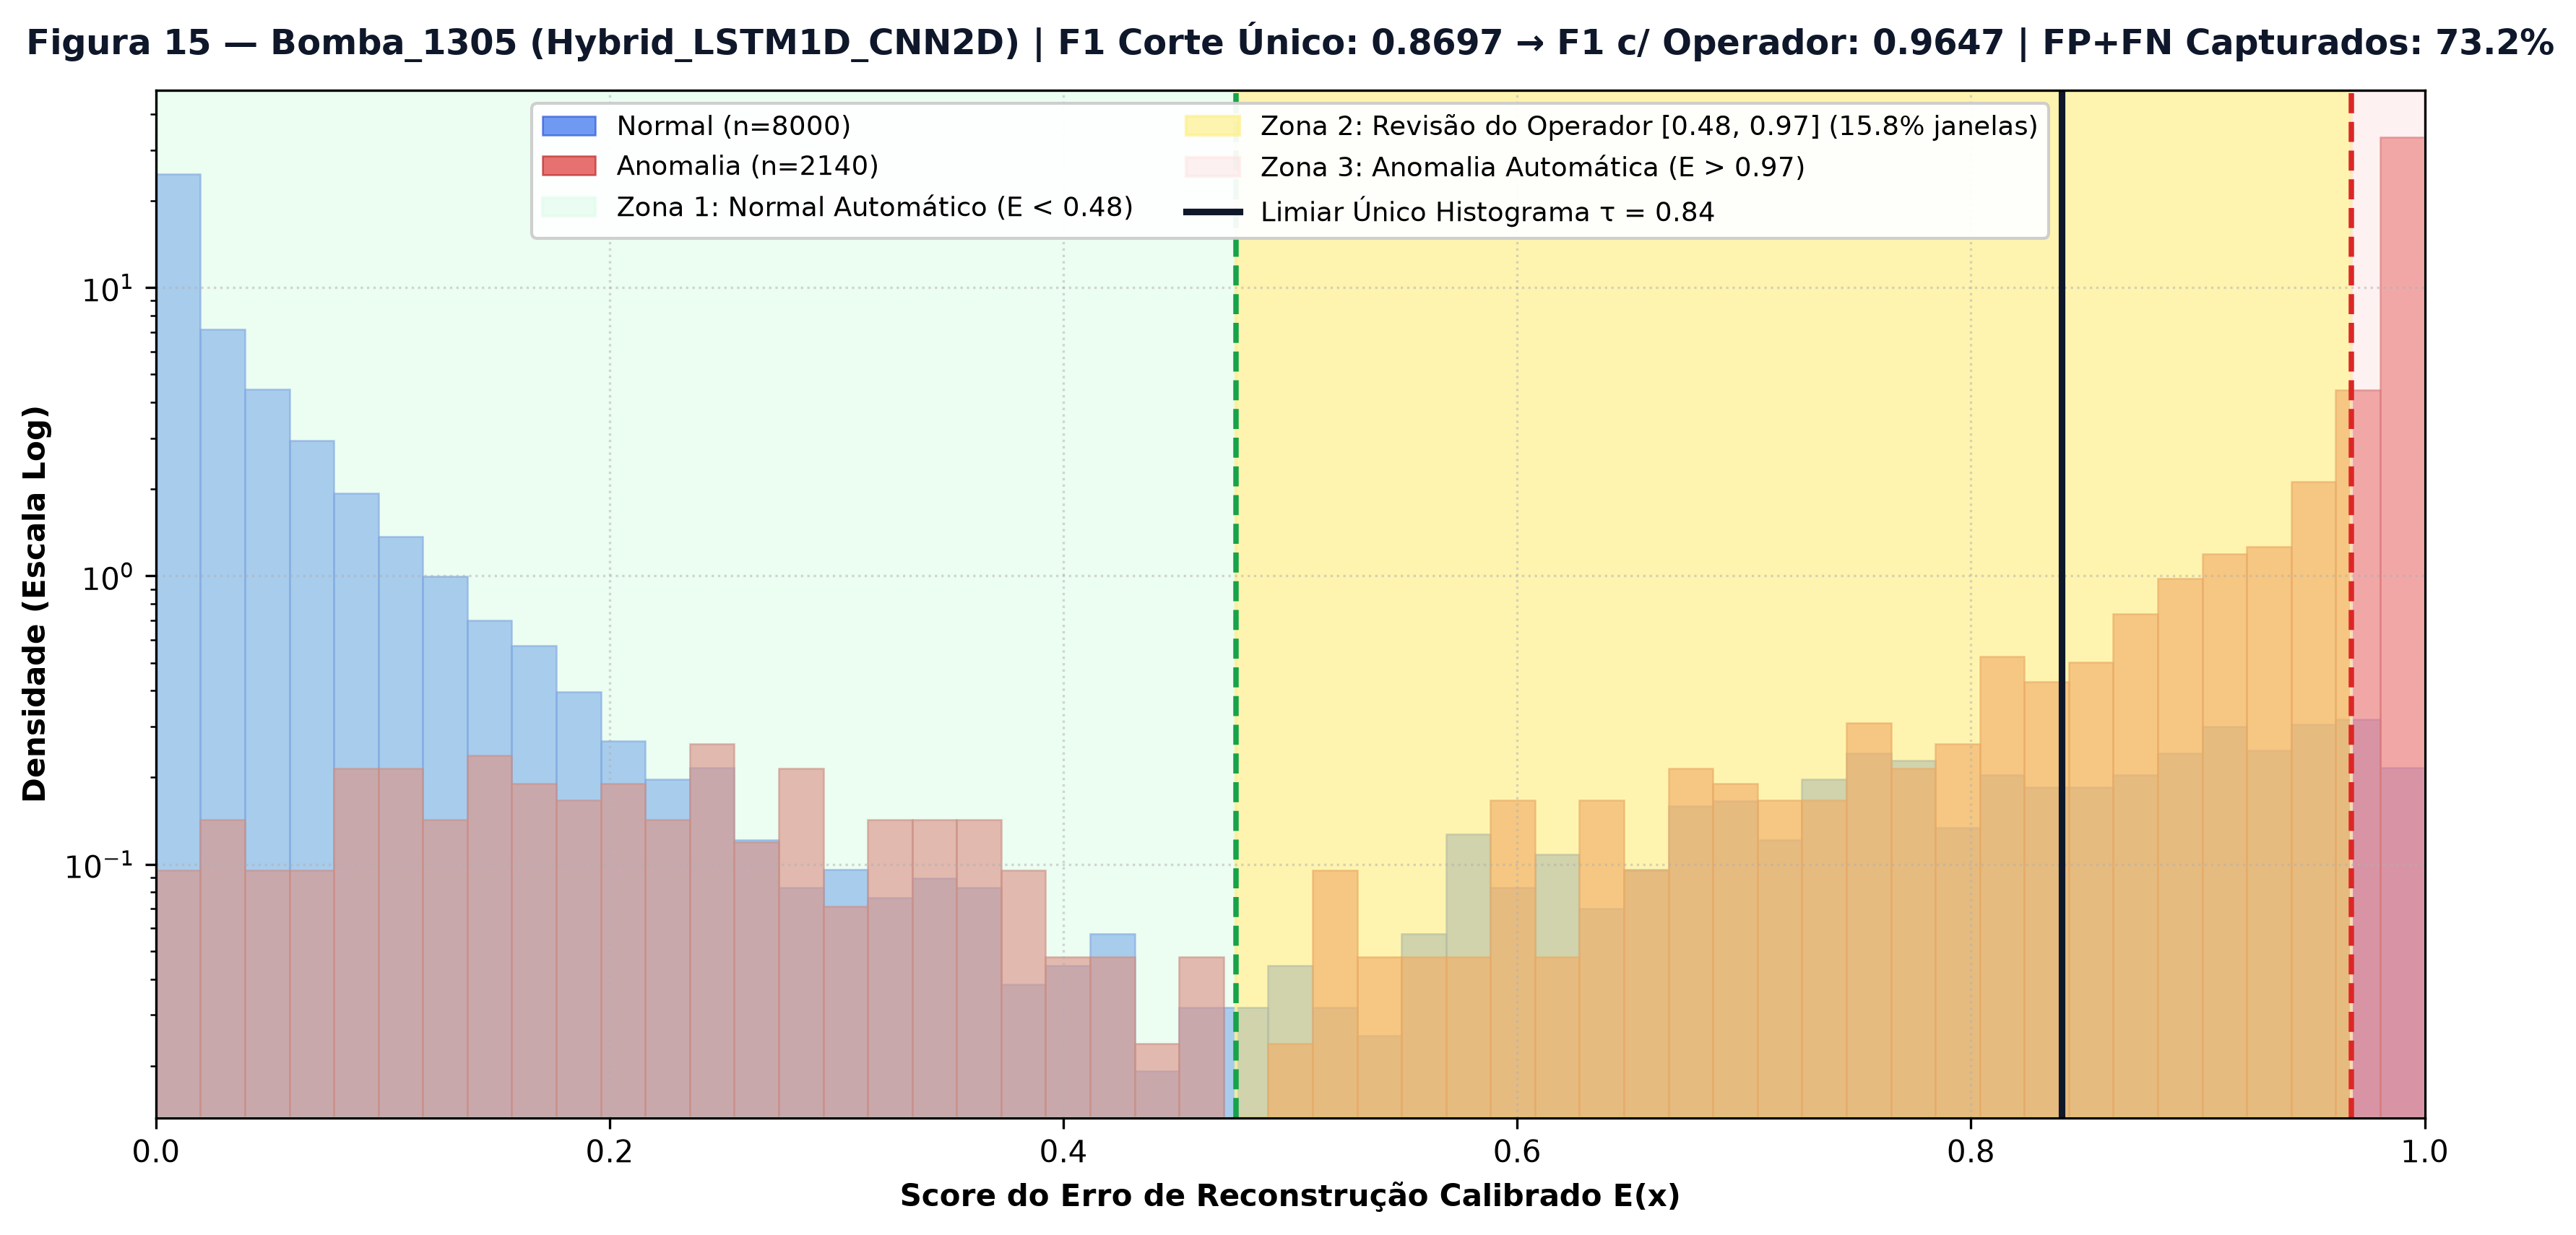 Figura 15 — Bomba_1305 (Hybrid_LSTM1D_CNN2D) | F1 Corte Único: 0.8697 → F1 c/ Operador: 0.9647 | FP+FN Capturados: 73.2%
Normal (n=8000)
Anomalia (n=2140)
Zona 1: Normal Automático (E < 0.48)
Zona 2: Revisão do Operador [0.48, 0.97] (15.8% janelas)
Zona 3: Anomalia Automática (E > 0.97)
Limiar Único Histograma τ = 0.84
Densidade (Escala Log)
10¹
10⁰
10⁻¹
0.0 0.2 0.4 0.6 0.8 1.0
Score do Erro de Reconstrução Calibrado E(x)